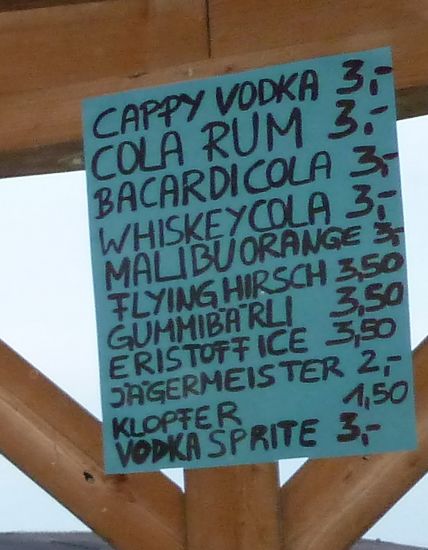 CAPPY VODKA 3,-
COLA RUM 3,-
BACARDICOLA 3,-
WHISKEYCOLA 3,-
MALIBUORANGE 3,-
FLYING HIRSCH 3,50
GUMMIBÄRLI 3,50
ERISTOFF ICE 3,50
JÄGERMEISTER 2,-
KLOPFER 1,50
VODKA SPRITE 3,-